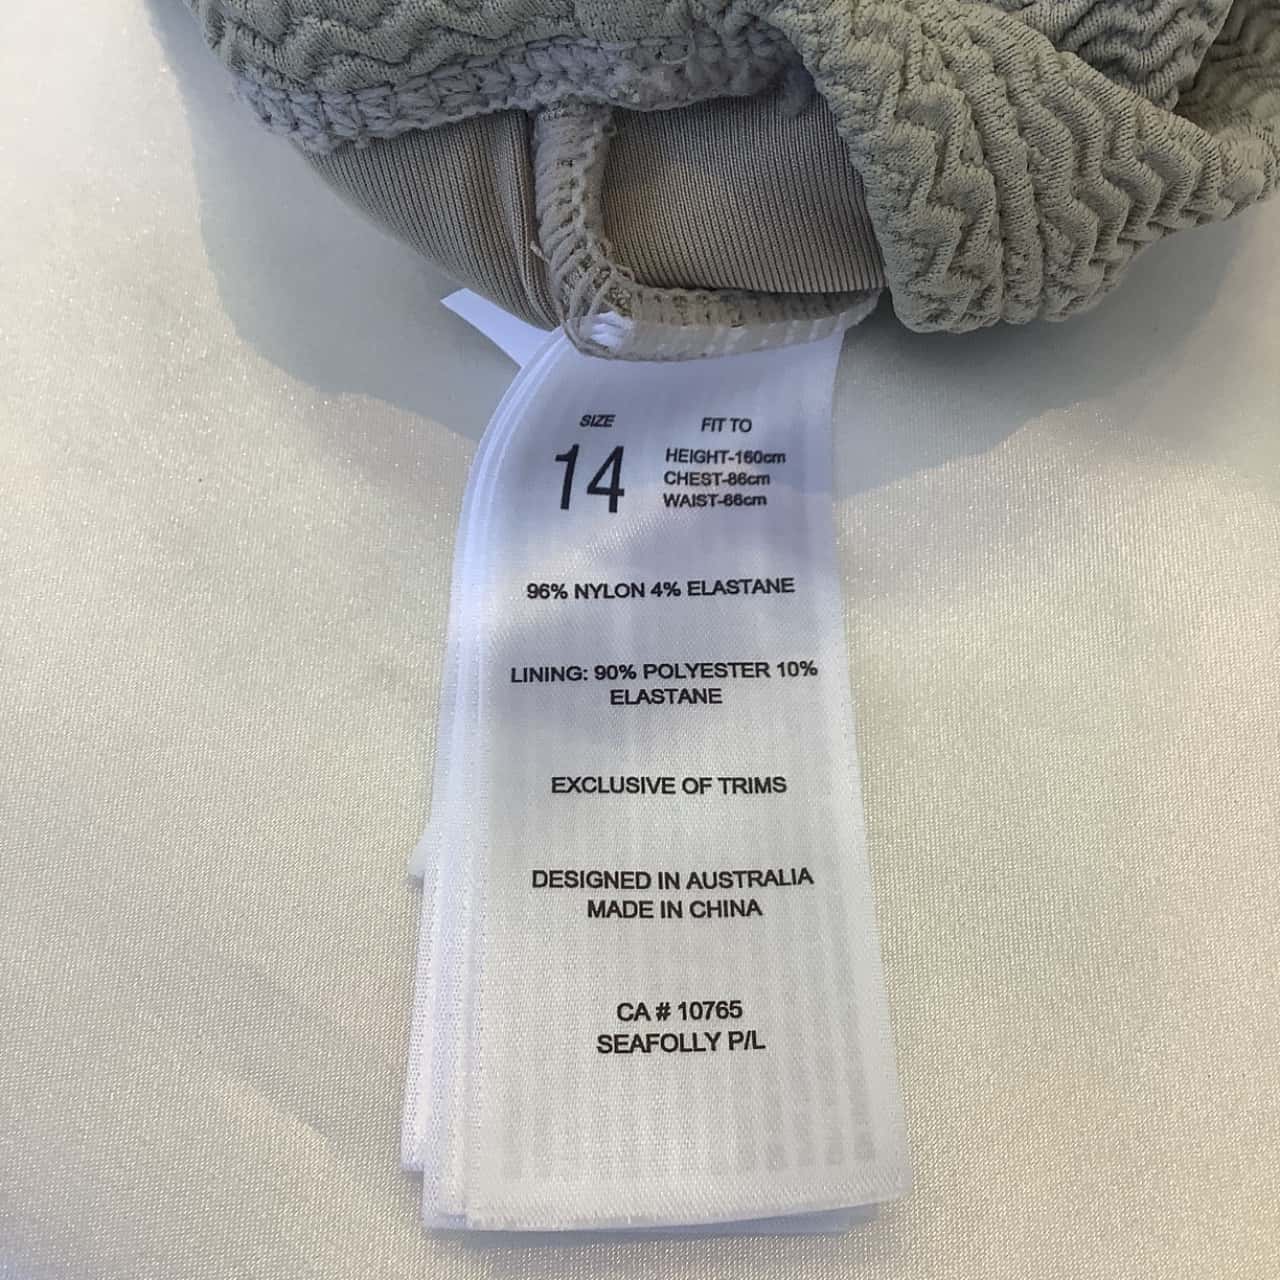 SIZE
14
FIT TO
HEIGHT-160cm
CHEST-86cm
WAIST-66cm
96% NYLON 4% ELASTANE
LINING: 90% POLYESTER 10%
ELASTANE
EXCLUSIVE OF TRIMS
DESIGNED IN AUSTRALIA
MADE IN CHINA
CA # 10765
SEAFOLLY P/L